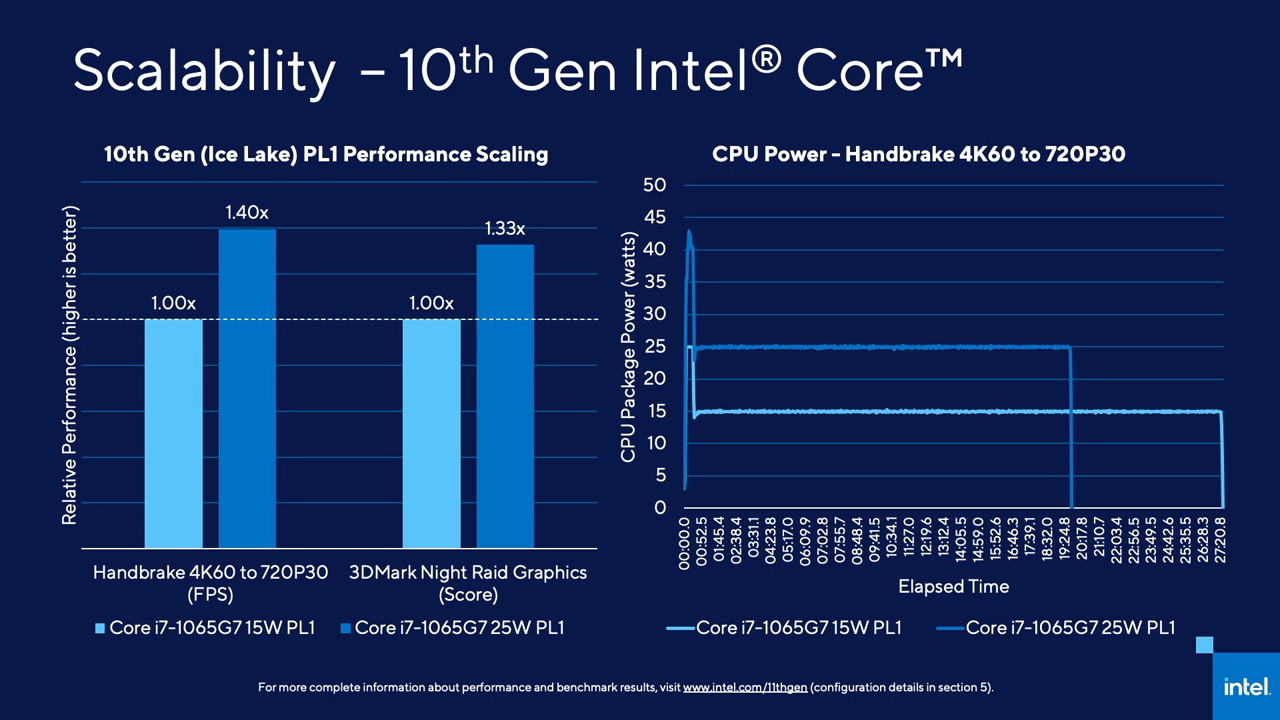 Scalability – 10th Gen Intel® Core™
10th Gen (Ice Lake) PL1 Performance Scaling
Relative Performance (higher is better)
1.00x
1.40x
1.00x
1.33x
Handbrake 4K60 to 720P30
(FPS)
3DMark Night Raid Graphics
(Score)
Core i7-1065G7 15W PL1
Core i7-1065G7 25W PL1
CPU Power - Handbrake 4K60 to 720P30
CPU Package Power (watts)
50
45
40
35
30
25
20
15
10
5
0
00:00.0
00:52.5
01:45.4
02:38.4
03:31.1
04:23.8
05:17.0
06:09.9
07:02.8
07:55.7
08:48.4
09:41.5
10:34.1
11:27.0
12:19.6
13:12.4
14:05.5
14:59.0
15:52.6
16:46.3
17:39.1
18:32.0
19:24.8
20:17.8
21:10.7
22:03.4
22:56.5
23:49.5
24:42.6
25:35.5
26:28.3
27:20.8
Elapsed Time
Core i7-1065G7 15W PL1
Core i7-1065G7 25W PL1
For more complete information about performance and benchmark results, visit www.intel.com/11thgen (configuration details in section 5).
intel.